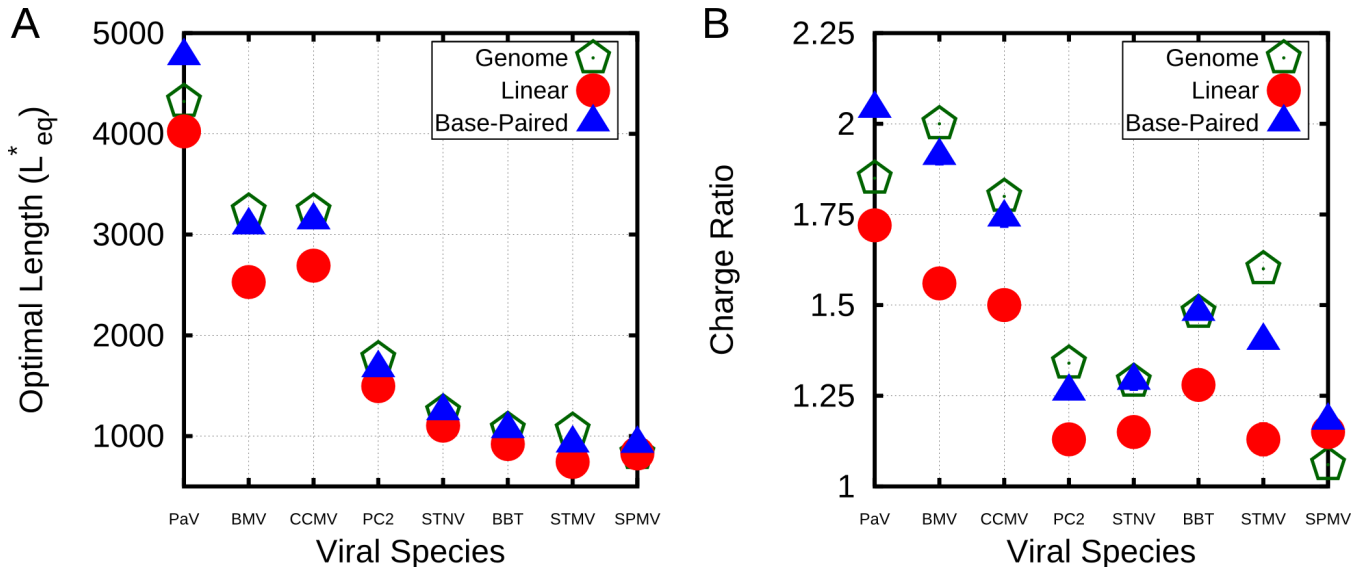 A
Optimal Length (L*eq)
5000
4000
3000
2000
1000
Genome
Linear
Base-Paired
PaV BMV CCMV PC2 STNV BBT STMV SPMV
Viral Species
B
Charge Ratio
2.25
2
1.75
1.5
1.25
1
Genome
Linear
Base-Paired
PaV BMV CCMV PC2 STNV BBT STMV SPMV
Viral Species